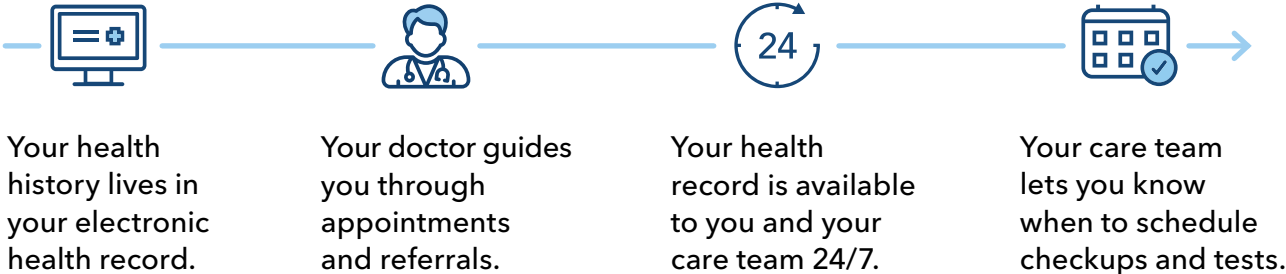 24
Your health
history lives in
your electronic
health record.
Your doctor guides
you through
appointments
and referrals.
Your health
record is available
to you and your
care team 24/7.
Your care team
lets you know
when to schedule
checkups and tests.